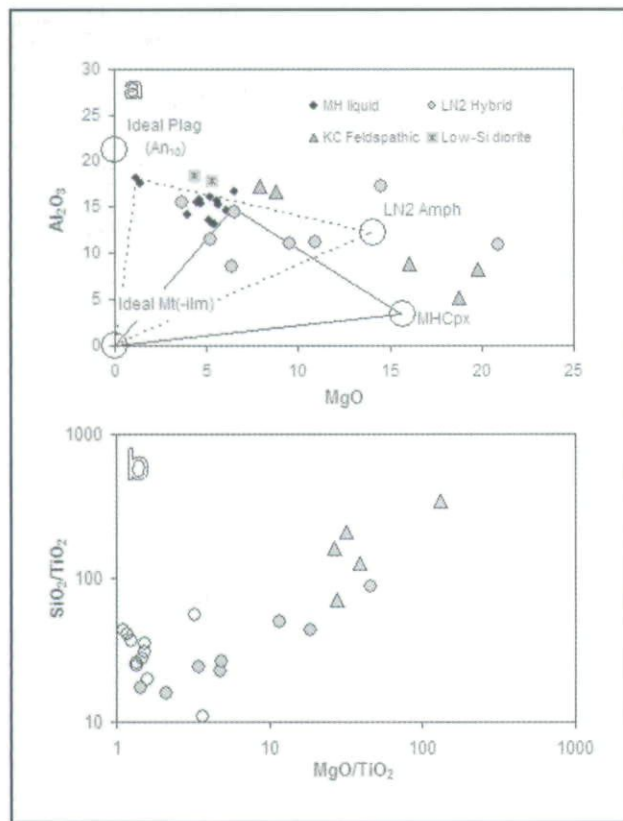 a
30
25
20
15
10
5
0
Al₂O₃
◆ MH liquid ○ LN2 Hybrid
▲ KC Feldspathic ▣ Low-Si diorite
Ideal Plag
(An₁₀)
LN2 Amph
Ideal Mt(-ilm)
MHCpx
0 5 10 15 20 25
MgO
b
1000
100
10
SiO₂/TiO₂
1 10 100 1000
MgO/TiO₂